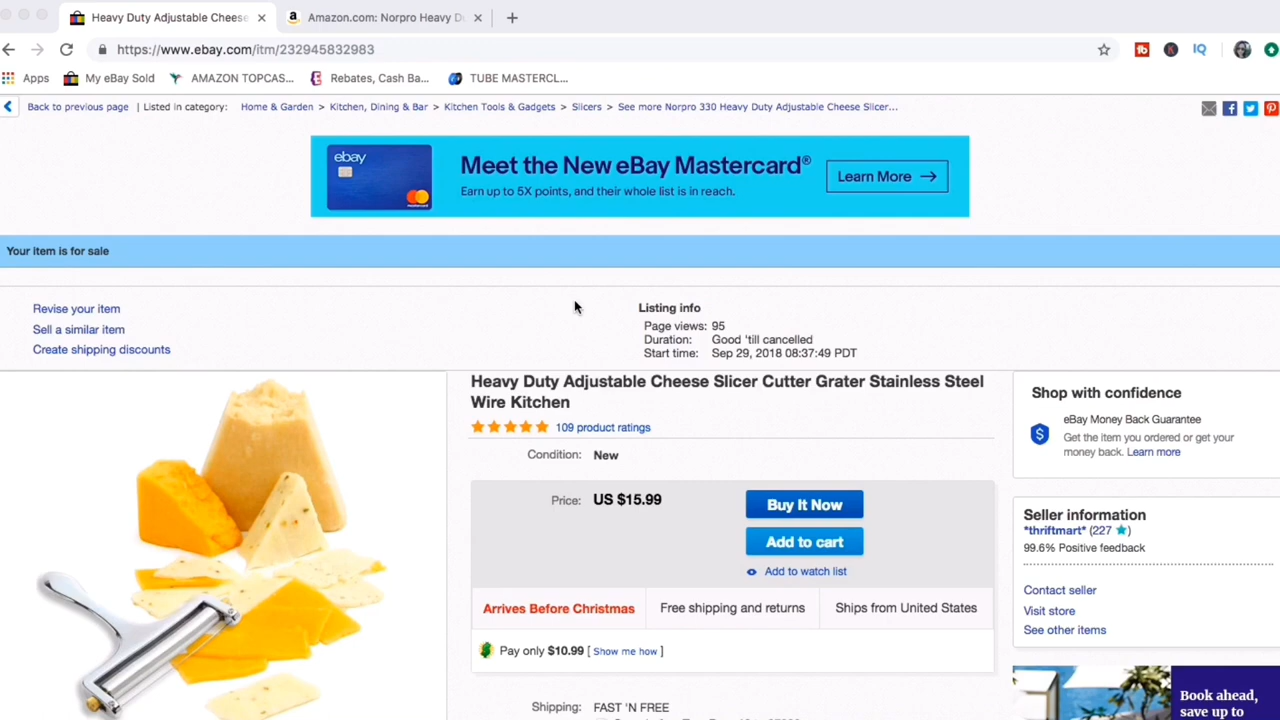 Heavy Duty Adjustable Cheese
Amazon.com: Norpro Heavy Du
https://www.ebay.com/itm/232945832983
Apps My eBay Sold AMAZON TOPCAS... Rebates, Cash Ba... TUBE MASTERCL...
Back to previous page | Listed in category: Home & Garden > Kitchen, Dining & Bar > Kitchen Tools & Gadgets > Slicers > See more Norpro 330 Heavy Duty Adjustable Cheese Slicer...
ebay
Meet the New eBay Mastercard®
Earn up to 5X points, and their whole list is in reach.
Learn More →
Your item is for sale
Revise your item
Sell a similar item
Create shipping discounts
Listing info
Page views: 95
Duration: Good 'till cancelled
Start time: Sep 29, 2018 08:37:49 PDT
Heavy Duty Adjustable Cheese Slicer Cutter Grater Stainless Steel
Wire Kitchen
109 product ratings
Condition: New
Price: US $15.99
Buy It Now
Add to cart
Add to watch list
Arrives Before Christmas
Free shipping and returns
Ships from United States
Pay only $10.99 [ Show me how ]
Shipping: FAST 'N FREE
Shop with confidence
eBay Money Back Guarantee
Get the item you ordered or get your
money back. Learn more
Seller information
*thriftmart* (227 ★)
99.6% Positive feedback
Contact seller
Visit store
See other items
Book ahead,
save up to